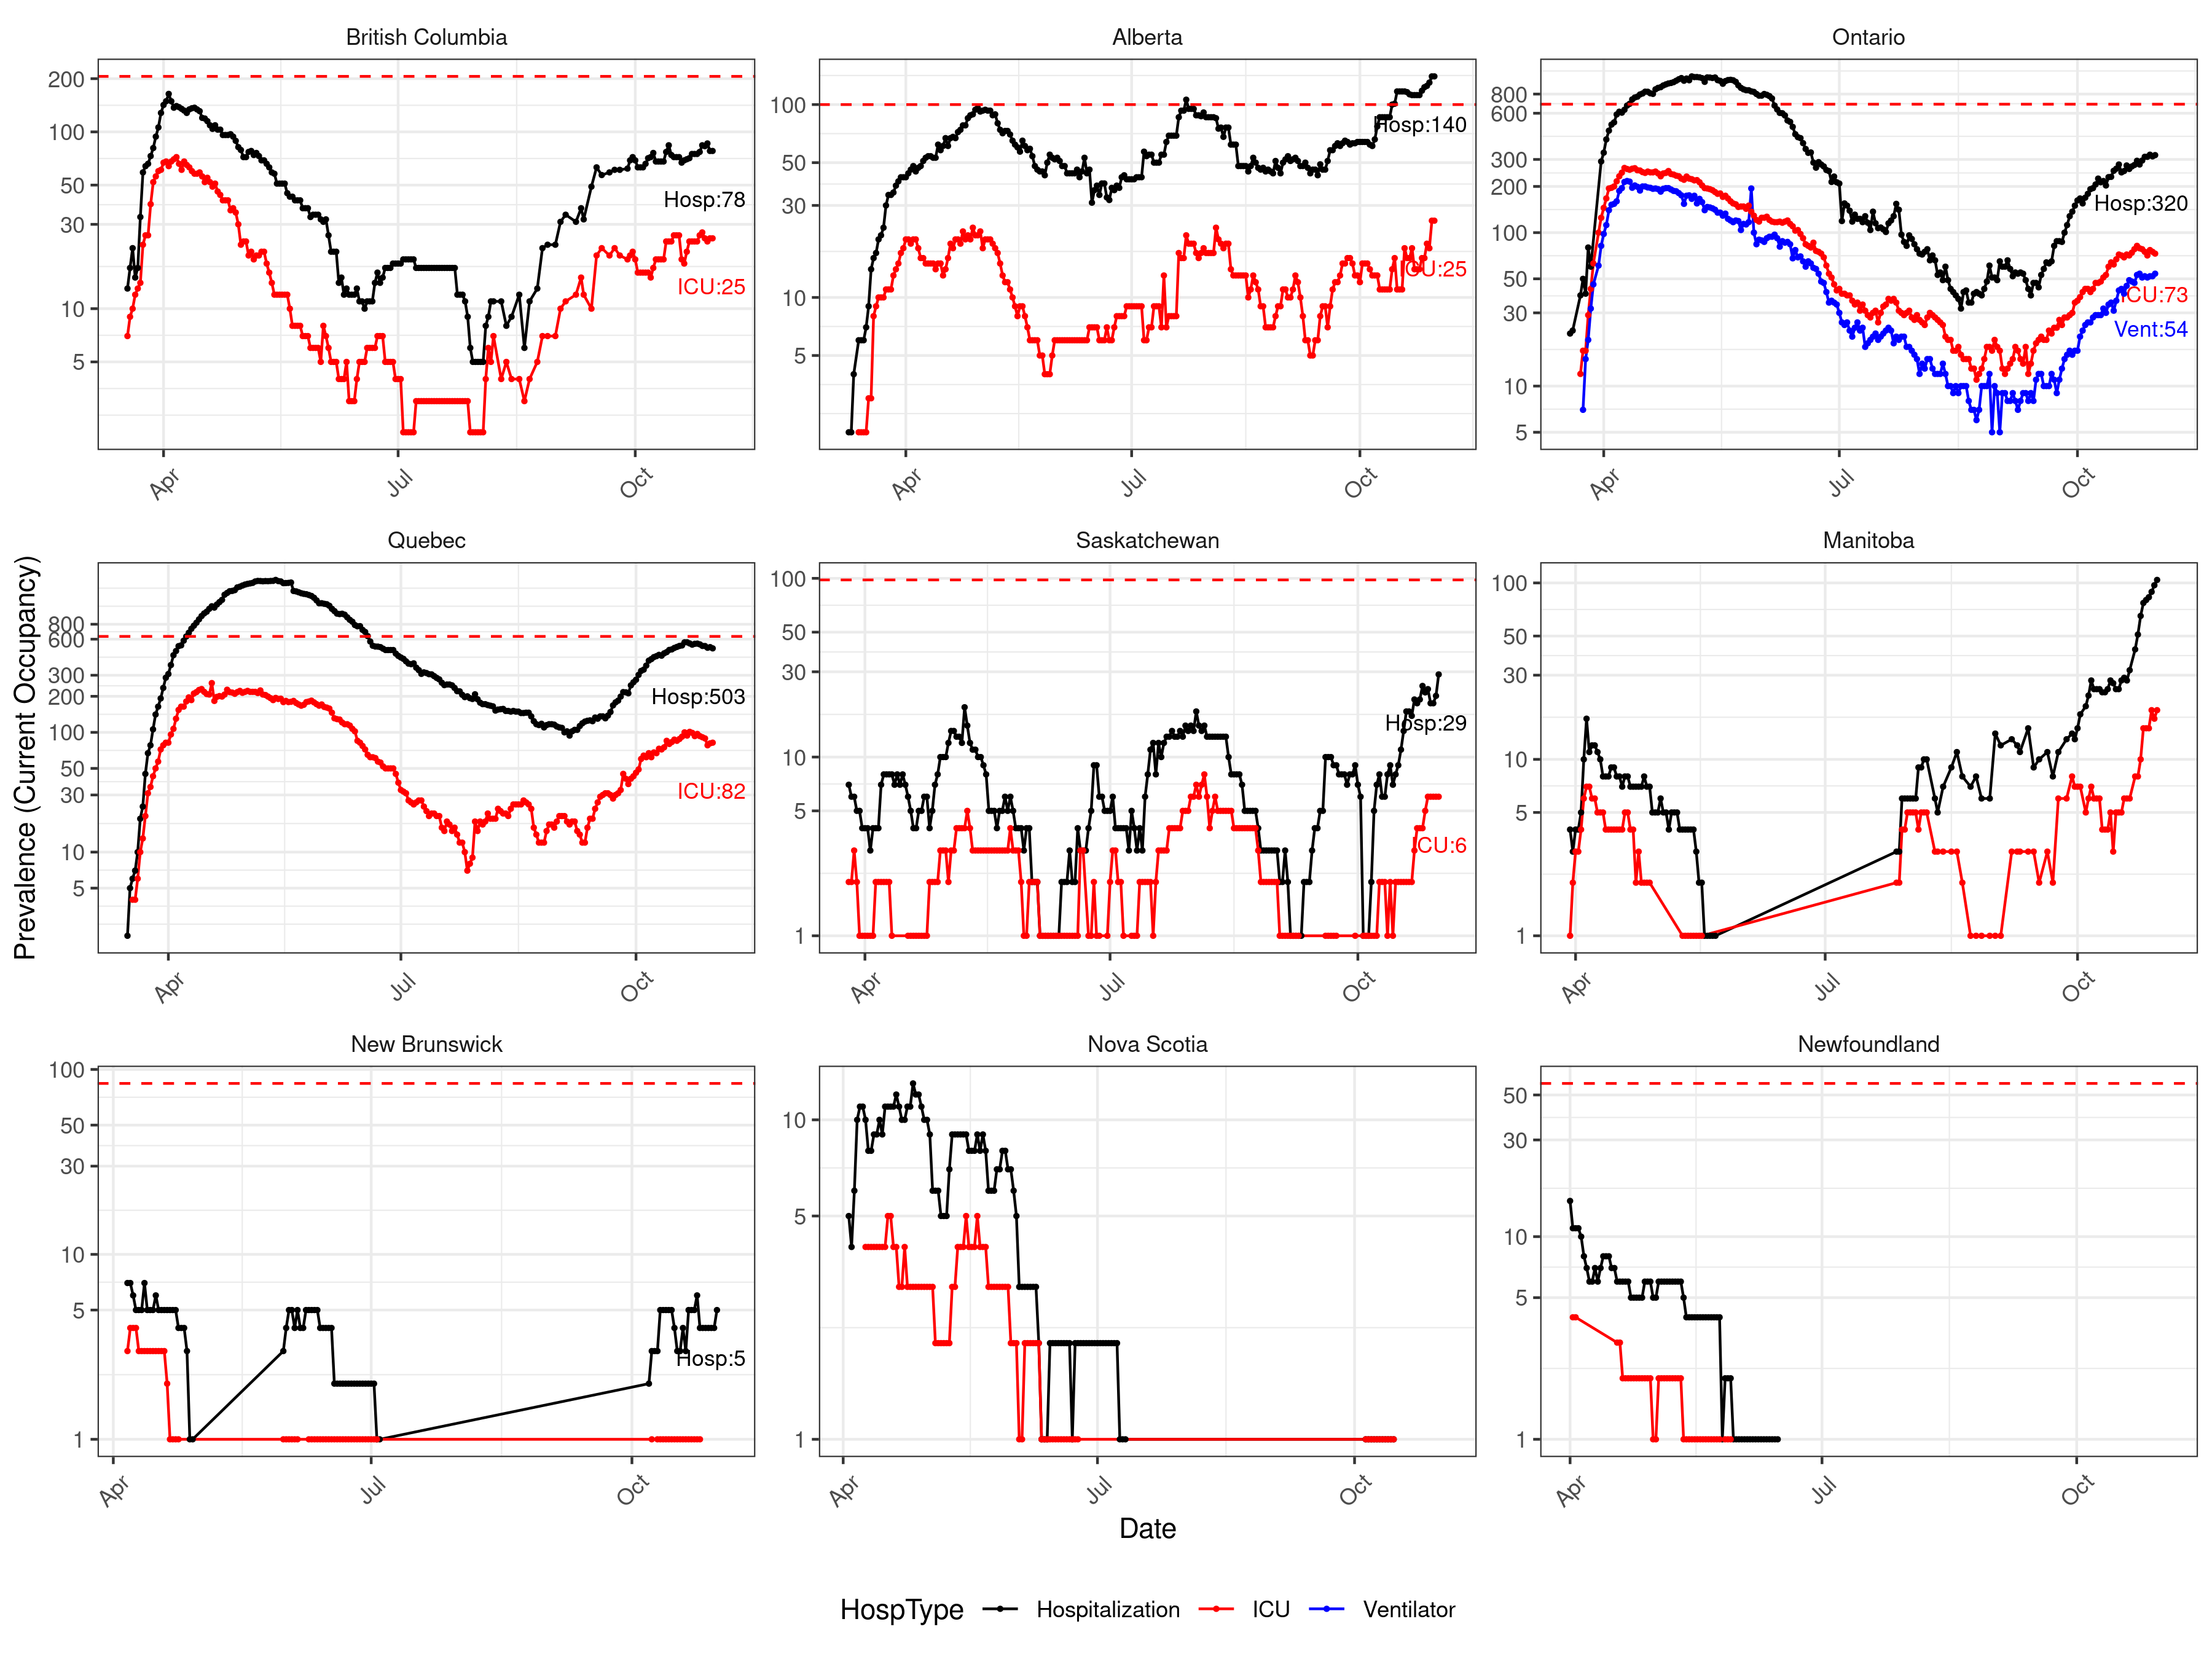 British Columbia
Alberta
Ontario
200
100
50
30
10
5
Hosp:78
ICU:25
Apr
Jul
Oct
100
50
30
10
5
Hosp:140
ICU:25
Apr
Jul
Oct
800
600
300
200
100
50
30
10
5
Hosp:320
ICU:73
Vent:54
Apr
Jul
Oct
Prevalence (Current Occupancy)
Quebec
Saskatchewan
Manitoba
800
600
300
200
100
50
30
10
5
Hosp:503
ICU:82
Apr
Jul
Oct
100
50
30
10
5
1
Hosp:29
ICU:6
Apr
Jul
Oct
100
50
30
10
5
1
Apr
Jul
Oct
New Brunswick
Nova Scotia
Newfoundland
100
50
30
10
5
1
Hosp:5
Apr
Jul
Oct
10
5
1
Apr
Jul
Oct
50
30
10
5
1
Apr
Jul
Oct
Date
HospType Hospitalization ICU Ventilator